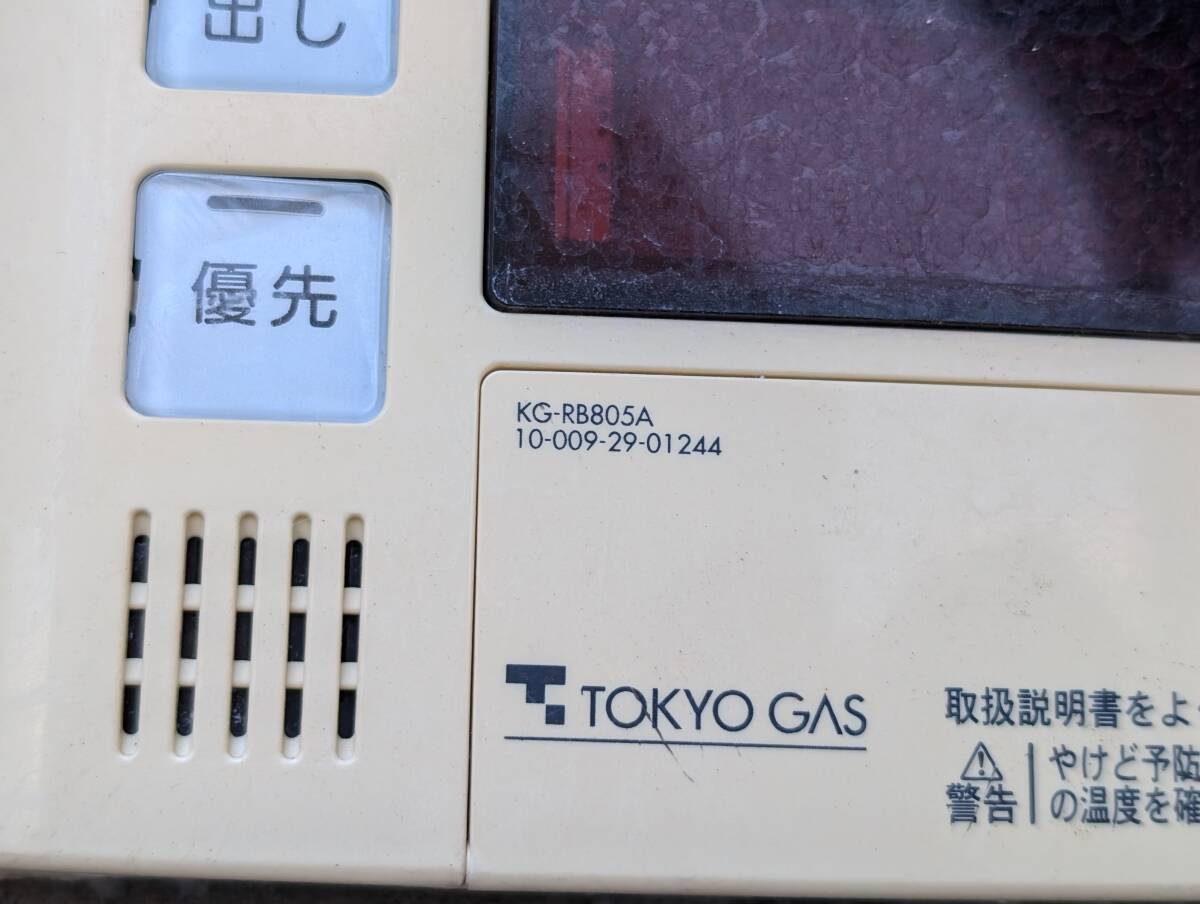 出し
優先
KG-RB805A
10-009-29-01244
TOKYO GAS
取扱説明書をよ
警告
やけど予防
の温度を確